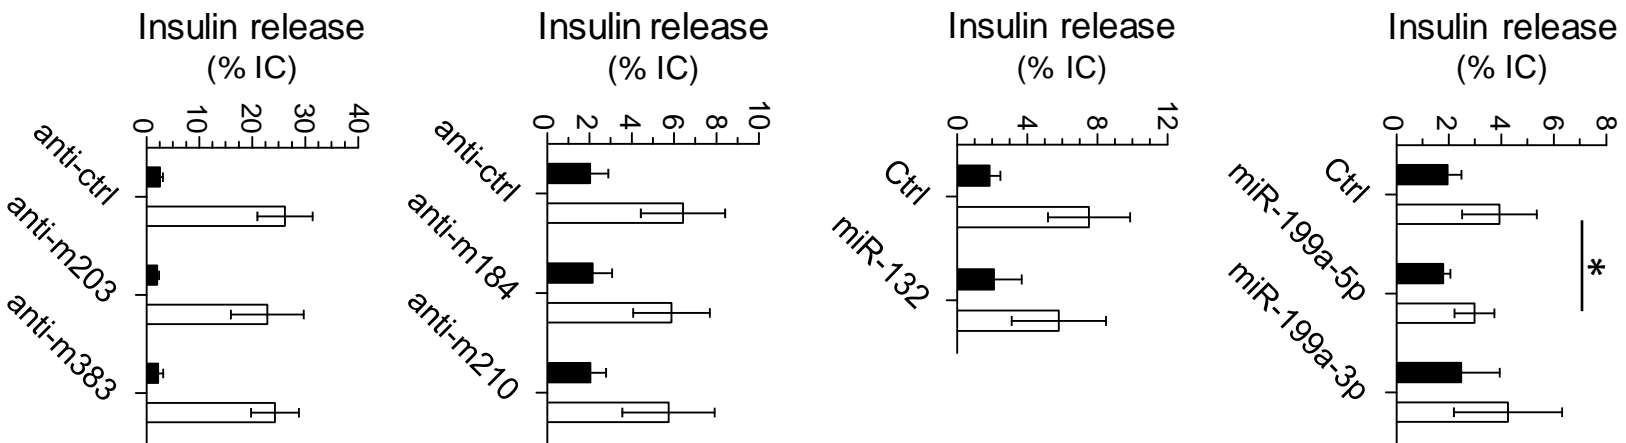 Insulin release
(% IC)
0
10
20
30
40
anti-ctrl
anti-m203
anti-m383
Insulin release
(% IC)
0
2
4
6
8
10
anti-ctrl
anti-m184
anti-m210
Insulin release
(% IC)
0
4
8
12
Ctrl
miR-132
Insulin release
(% IC)
0
2
4
6
8
Ctrl
miR-199a-5p
miR-199a-3p
*